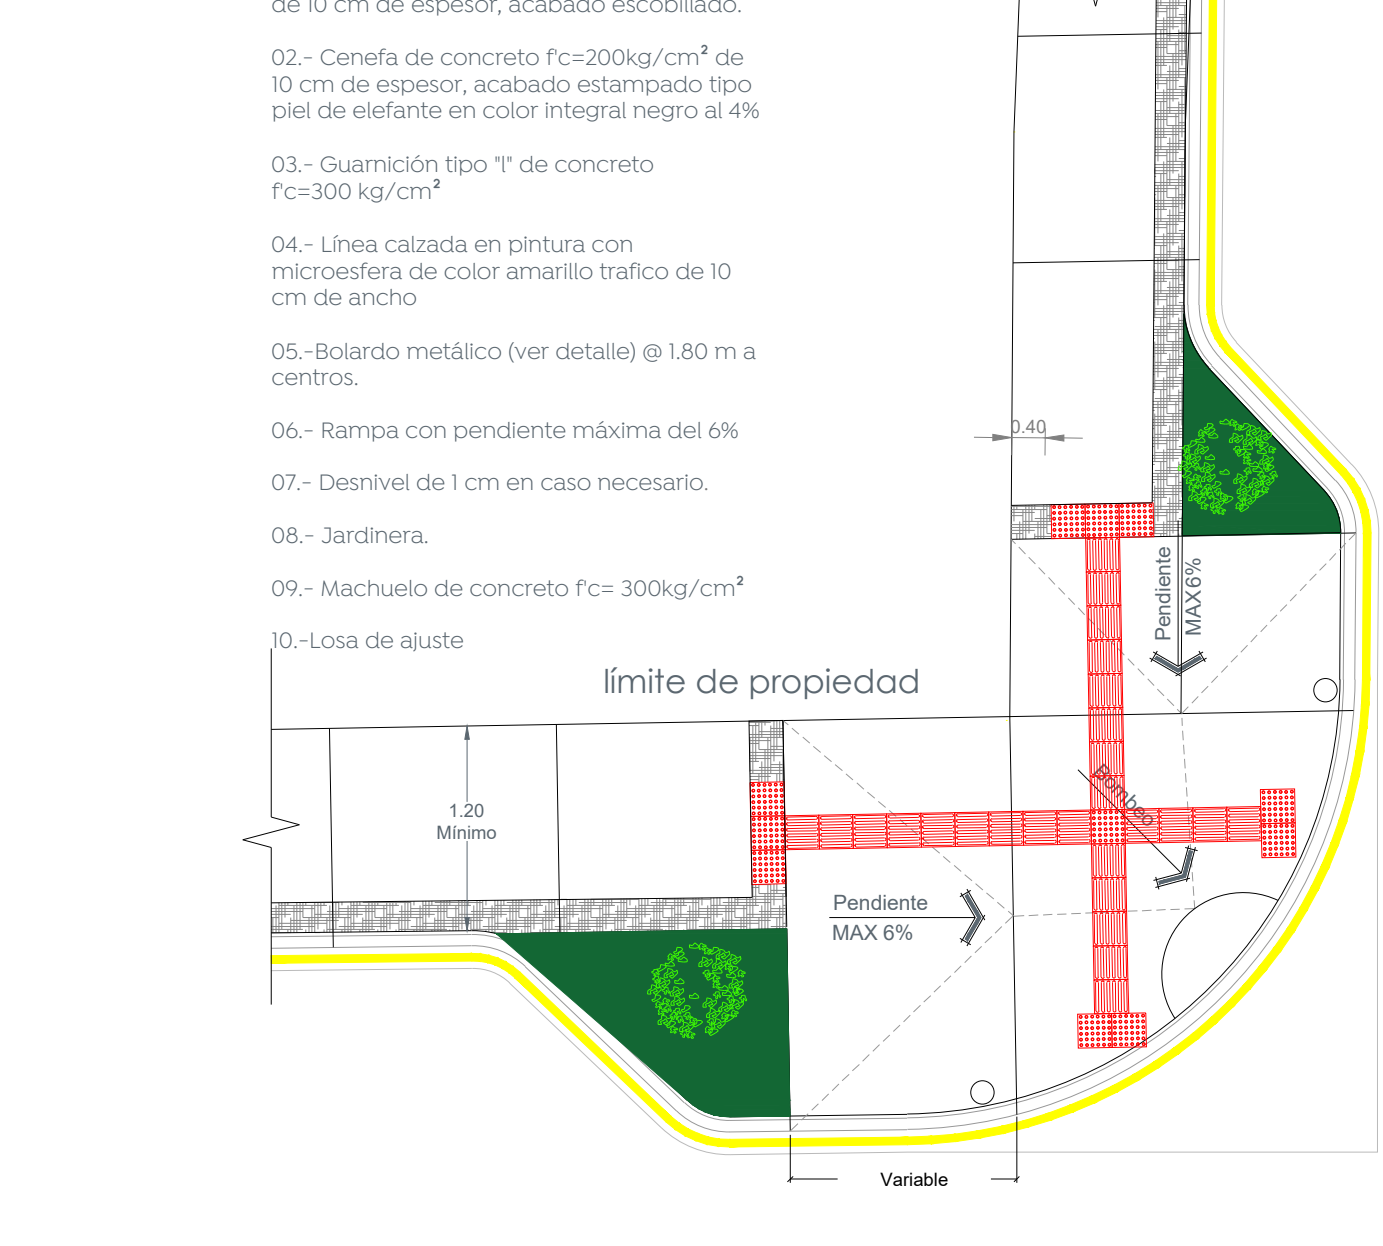 de 10 cm de espesor, acabado escobillado.
02.- Cenefa de concreto f'c=200kg/cm² de
10 cm de espesor, acabado estampado tipo
piel de elefante en color integral negro al 4%
03.- Guarnición tipo "I" de concreto
f'c=300 kg/cm²
04.- Línea calzada en pintura con
microesfera de color amarillo trafico de 10
cm de ancho
05.-Bolardo metálico (ver detalle) @ 1.80 m a
centros.
06.- Rampa con pendiente máxima del 6%
07.- Desnivel de 1 cm en caso necesario.
08.- Jardinera.
09.- Machuelo de concreto f'c= 300kg/cm²
10.-Losa de ajuste
límite de propiedad
0.40
Pendiente
MAX 6%
1.20
Mínimo
Bombeo
Pendiente
MAX 6%
Variable